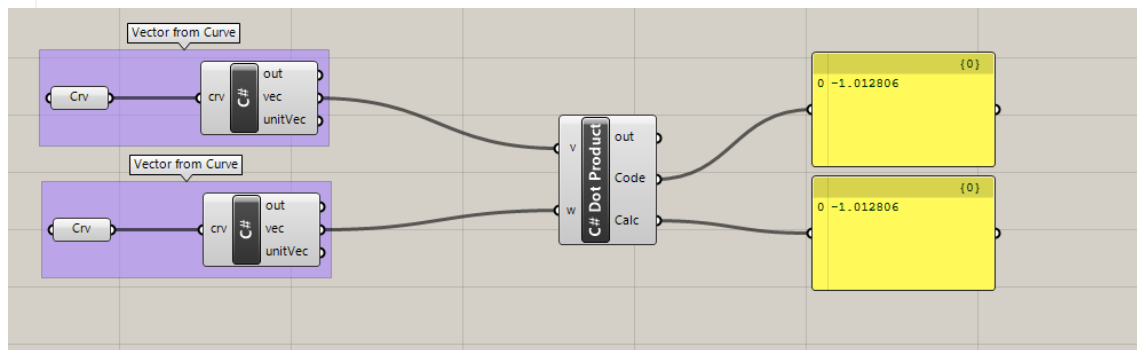 Vector from Curve
Crv
crv
C#
out
vec
unitVec
Vector from Curve
Crv
crv
C#
out
vec
unitVec
v
w
C# Dot Product
out
Code
Calc
{0}
0 -1.012806
{0}
0 -1.012806